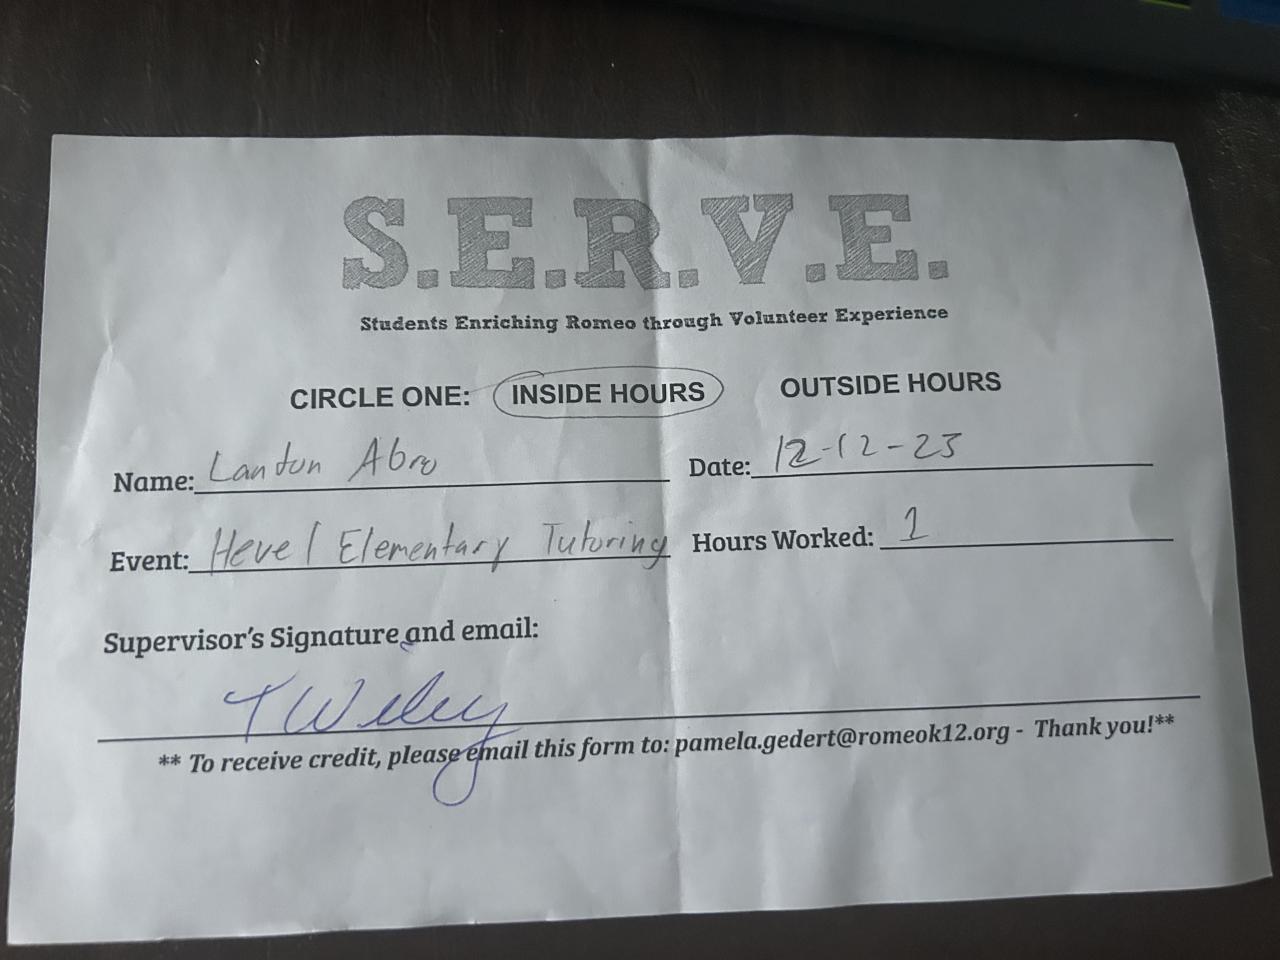 S.E.R.V.E.
Students Enriching Romeo through Volunteer Experience
CIRCLE ONE: INSIDE HOURS OUTSIDE HOURS
Name: Lanton Abro Date: 12-12-23
Event: Hevel Elementary Tutoring Hours Worked: 1
Supervisor's Signature and email:
T Wiley
** To receive credit, please email this form to: pamela.gedert@romeok12.org - Thank you!**